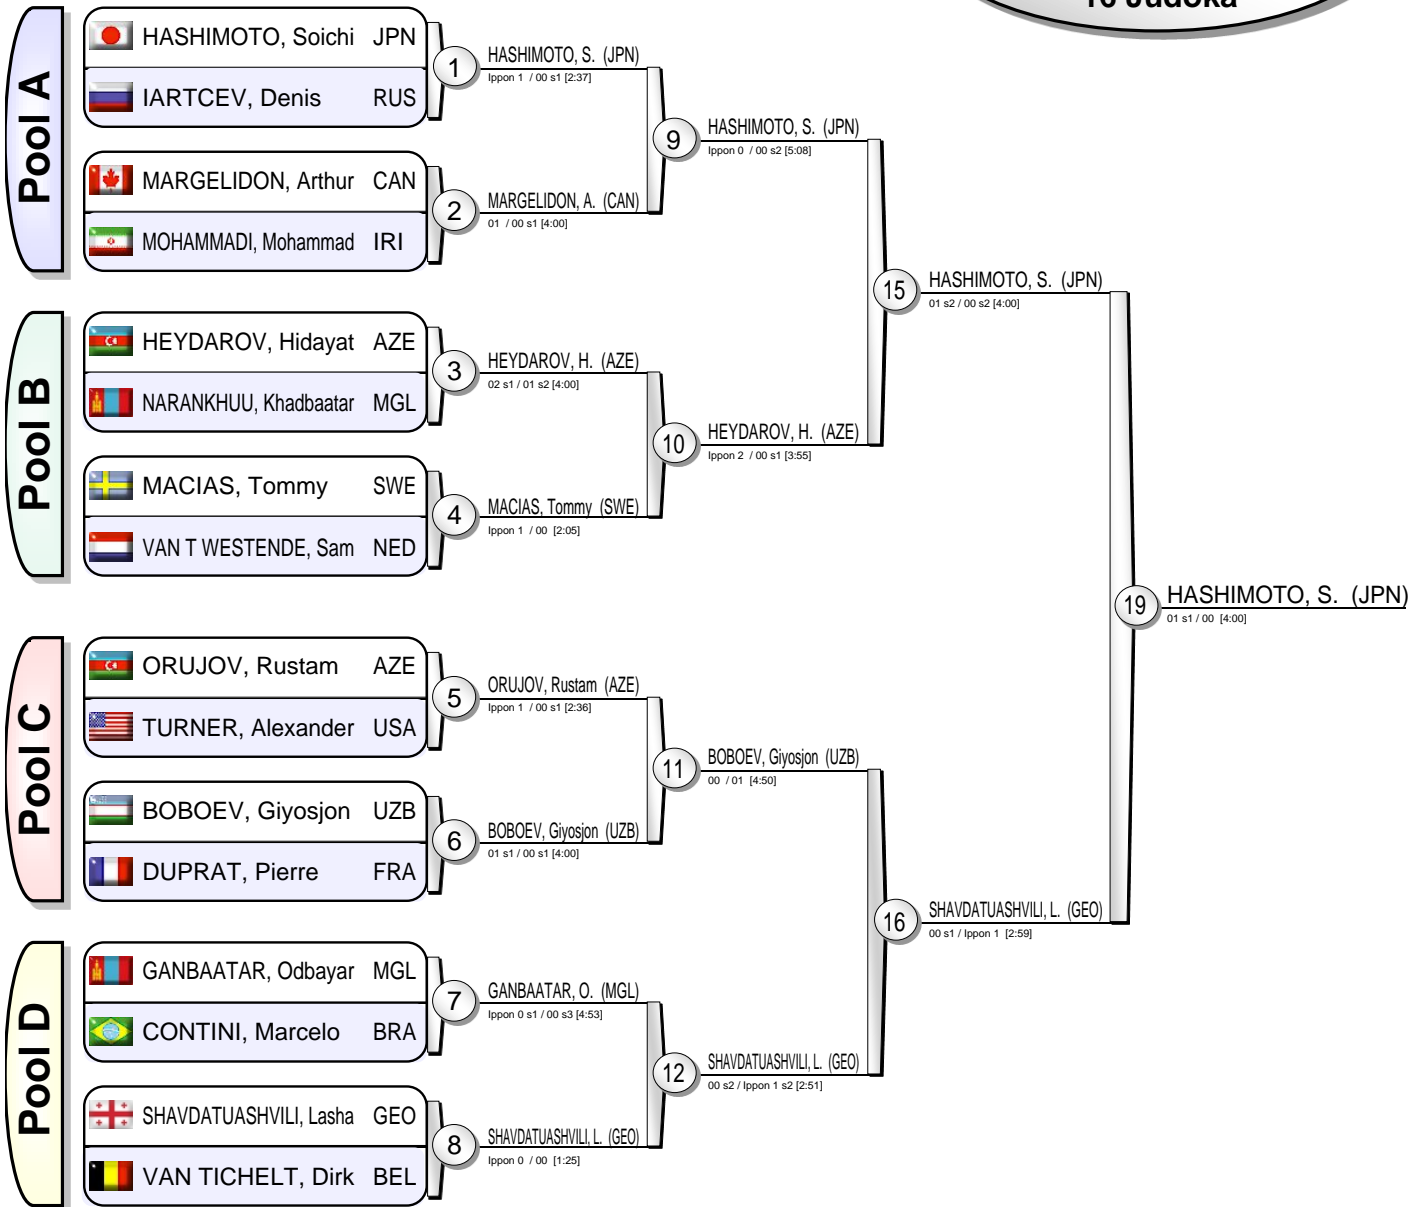 16 Judoka
Pool A
HASHIMOTO, Soichi JPN
IARTCEV, Denis RUS
1
HASHIMOTO, S. (JPN)
Ippon 1 / 00 s1 [2:37]
MARGELIDON, Arthur CAN
MOHAMMADI, Mohammad IRI
2
MARGELIDON, A. (CAN)
01 / 00 s1 [4:00]
9
HASHIMOTO, S. (JPN)
Ippon 0 / 00 s2 [5:08]
Pool B
HEYDAROV, Hidayat AZE
NARANKHUU, Khadbaatar MGL
3
HEYDAROV, H. (AZE)
02 s1 / 01 s2 [4:00]
MACIAS, Tommy SWE
VAN T WESTENDE, Sam NED
4
MACIAS, Tommy (SWE)
Ippon 1 / 00 [2:05]
10
HEYDAROV, H. (AZE)
Ippon 2 / 00 s1 [3:55]
15
HASHIMOTO, S. (JPN)
01 s2 / 00 s2 [4:00]
Pool C
ORUJOV, Rustam AZE
TURNER, Alexander USA
5
ORUJOV, Rustam (AZE)
Ippon 1 / 00 s1 [2:36]
BOBOEV, Giyosjon UZB
DUPRAT, Pierre FRA
6
BOBOEV, Giyosjon (UZB)
01 s1 / 00 s1 [4:00]
11
BOBOEV, Giyosjon (UZB)
00 / 01 [4:50]
Pool D
GANBAATAR, Odbayar MGL
CONTINI, Marcelo BRA
7
GANBAATAR, O. (MGL)
Ippon 0 s1 / 00 s3 [4:53]
SHAVDATUASHVILI, Lasha GEO
VAN TICHELT, Dirk BEL
8
SHAVDATUASHVILI, L. (GEO)
Ippon 0 / 00 [1:25]
12
SHAVDATUASHVILI, L. (GEO)
00 s2 / Ippon 1 s2 [2:51]
16
SHAVDATUASHVILI, L. (GEO)
00 s1 / Ippon 1 [2:59]
19
HASHIMOTO, S. (JPN)
01 s1 / 00 [4:00]